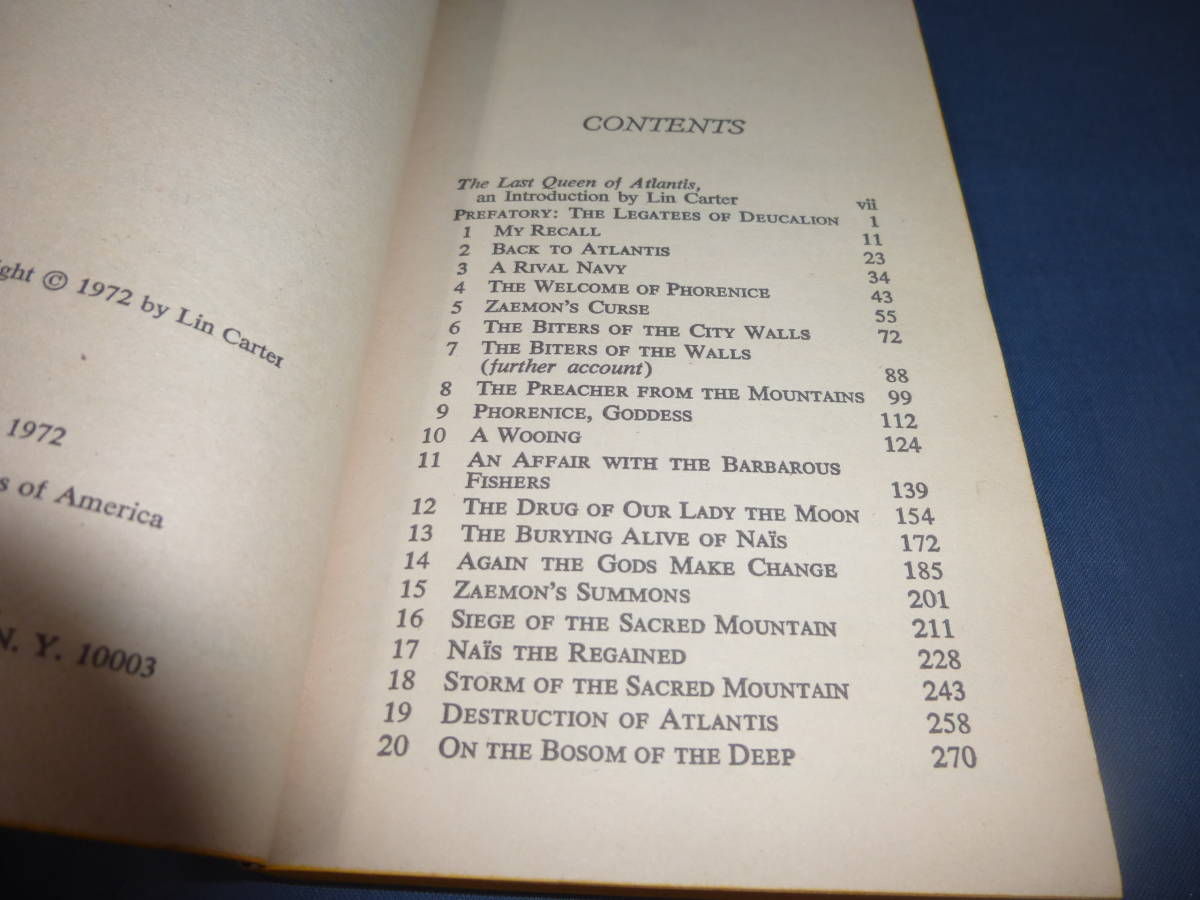 ight © 1972 by Lin Carter
1972
s of America
N. Y. 10003
CONTENTS
The Last Queen of Atlantis,
an Introduction by Lin Carter vii
PREFATORY: THE LEGATEES OF DEUCALION 1
1 MY RECALL 11
2 BACK TO ATLANTIS 23
3 A RIVAL NAVY 34
4 THE WELCOME OF PHORENICE 43
5 ZAEMON'S CURSE 55
6 THE BITERS OF THE CITY WALLS 72
7 THE BITERS OF THE WALLS
(further account) 88
8 THE PREACHER FROM THE MOUNTAINS 99
9 PHORENICE, GODDESS 112
10 A WOOING 124
11 AN AFFAIR WITH THE BARBAROUS
FISHERS 139
12 THE DRUG OF OUR LADY THE MOON 154
13 THE BURYING ALIVE OF NAÏS 172
14 AGAIN THE GODS MAKE CHANGE 185
15 ZAEMON'S SUMMONS 201
16 SIEGE OF THE SACRED MOUNTAIN 211
17 NAÏS THE REGAINED 228
18 STORM OF THE SACRED MOUNTAIN 243
19 DESTRUCTION OF ATLANTIS 258
20 ON THE BOSOM OF THE DEEP 270